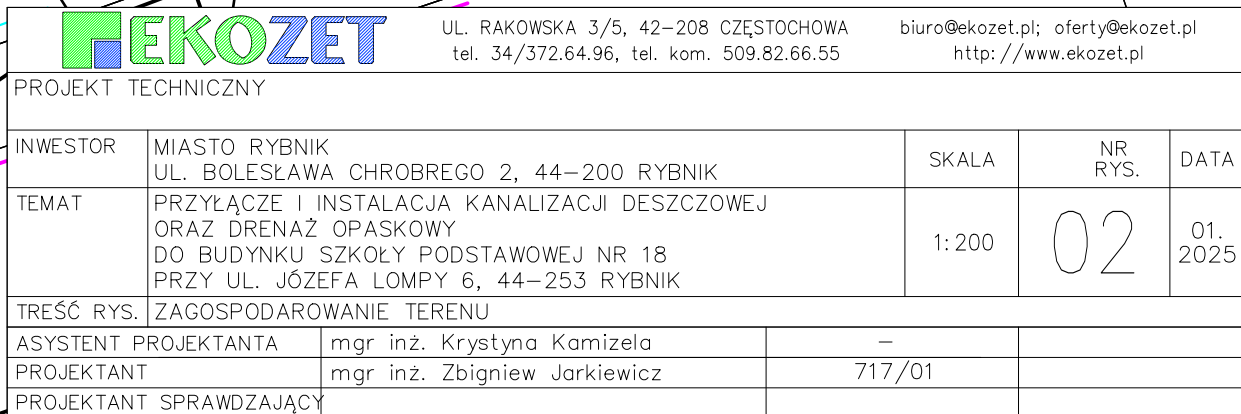 EKOZET
UL. RAKOWSKA 3/5, 42-208 CZĘSTOCHOWA
tel. 34/372.64.96, tel. kom. 509.82.66.55
biuro@ekozet.pl; oferty@ekozet.pl
http://www.ekozet.pl
PROJEKT TECHNICZNY
INWESTOR
MIASTO RYBNIK
UL. BOLESŁAWA CHROBREGO 2, 44-200 RYBNIK
SKALA
NR
RYS.
DATA
TEMAT
PRZYŁĄCZE I INSTALACJA KANALIZACJI DESZCZOWEJ
ORAZ DRENAŻ OPASKOWY
DO BUDYNKU SZKOŁY PODSTAWOWEJ NR 18
PRZY UL. JÓZEFA LOMPY 6, 44-253 RYBNIK
1:200
02
01.
2025
TREŚĆ RYS. ZAGOSPODAROWANIE TERENU
ASYSTENT PROJEKTANTA mgr inż. Krystyna Kamizela -
PROJEKTANT mgr inż. Zbigniew Jarkiewicz 717/01
PROJEKTANT SPRAWDZAJĄCY